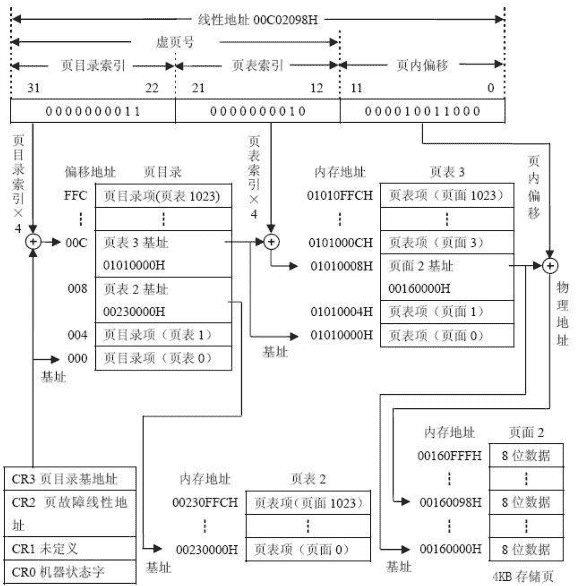 线性地址 00C02098H
虚页号
页目录索引
页表索引
页内偏移
31
22
21
12
11
0
0000000011
0000000010
000010011000
页目录索引×4
页表索引×4
页内偏移
偏移地址
页目录
FFC
页目录项(页表 1023)
00C
页表 3 基址
01010000H
008
页表 2 基址
00230000H
004
页目录项（页表 1）
000
页目录项（页表 0）
基址
内存地址
页表 3
01010FFCH
页表项（页面 1023）
0101000CH
页表项（页面 3）
01010008H
页面 2 基址
00160000H
01010004H
页表项（页面 1）
01010000H
页表项（页面 0）
基址
物理地址
CR3 页目录基地址
CR2 页故障线性地
址
CR1 未定义
CR0 机器状态字
内存地址
页表 2
00230FFCH
页表项(页面 1023)
00230000H
页表项（页面 0）
基址
内存地址
页面 2
00160FFFH
8 位数据
00160098H
8 位数据
00160000H
8 位数据
基址
4KB 存储页